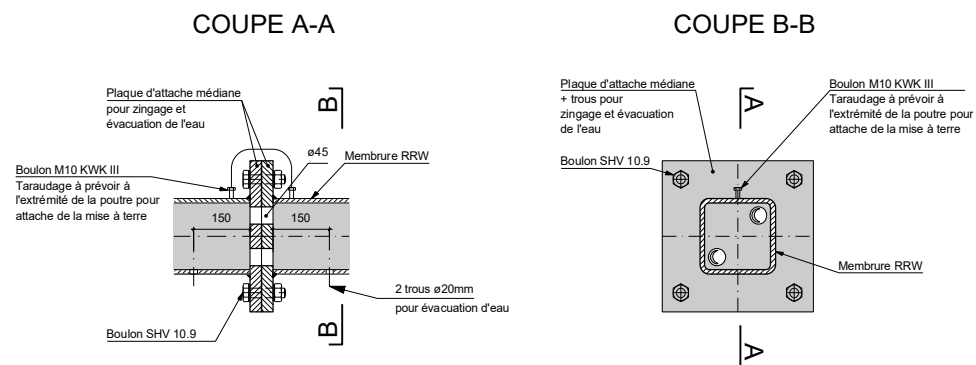 COUPE A-A
COUPE B-B
Plaque d'attache médiane
pour zingage et
évacuation de l'eau
B
ø45
Membrure RRW
Boulon M10 KWK III
Taraudage à prévoir à
l'extrémité de la poutre pour
attache de la mise à terre
150
150
2 trous ø20mm
pour évacuation d'eau
Boulon SHV 10.9
B
Plaque d'attache médiane
+ trous pour
zingage et évacuation
de l'eau
A
Boulon M10 KWK III
Taraudage à prévoir à
l'extrémité de la poutre pour
attache de la mise à terre
Boulon SHV 10.9
Membrure RRW
A